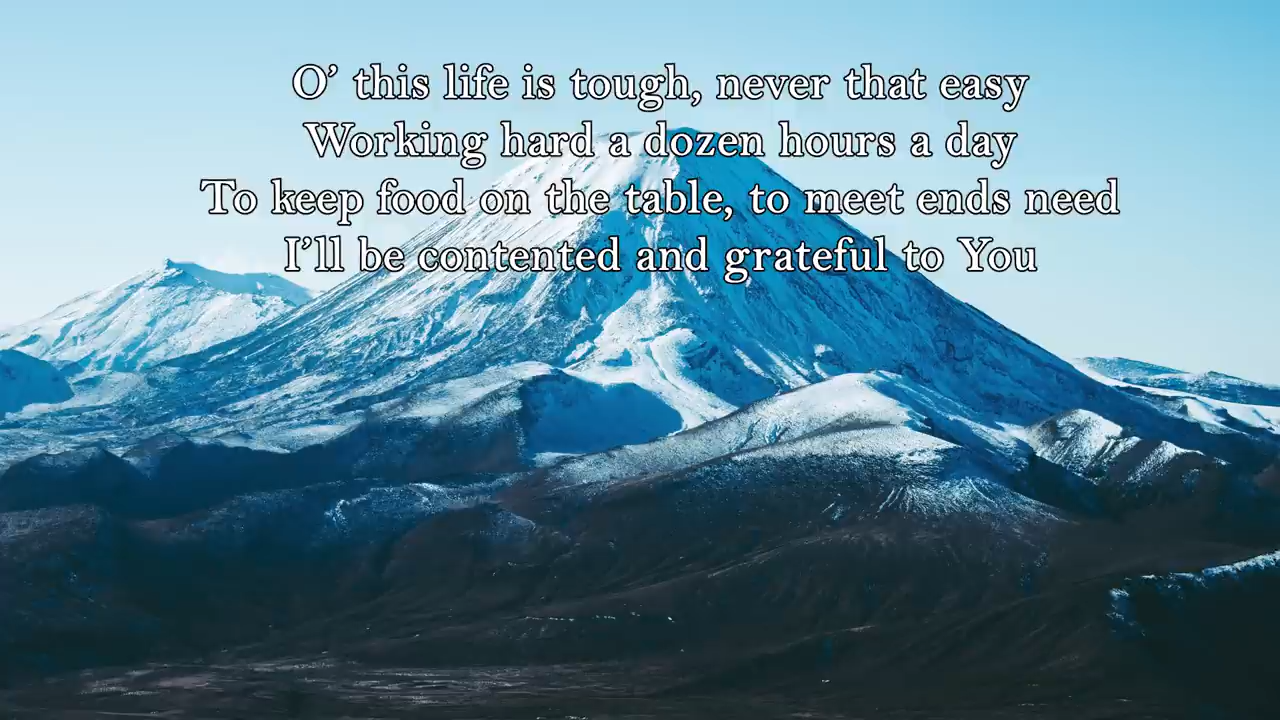 O’ this life is tough, never that easy
Working hard a dozen hours a day
To keep food on the table, to meet ends need
I’ll be contented and grateful to You